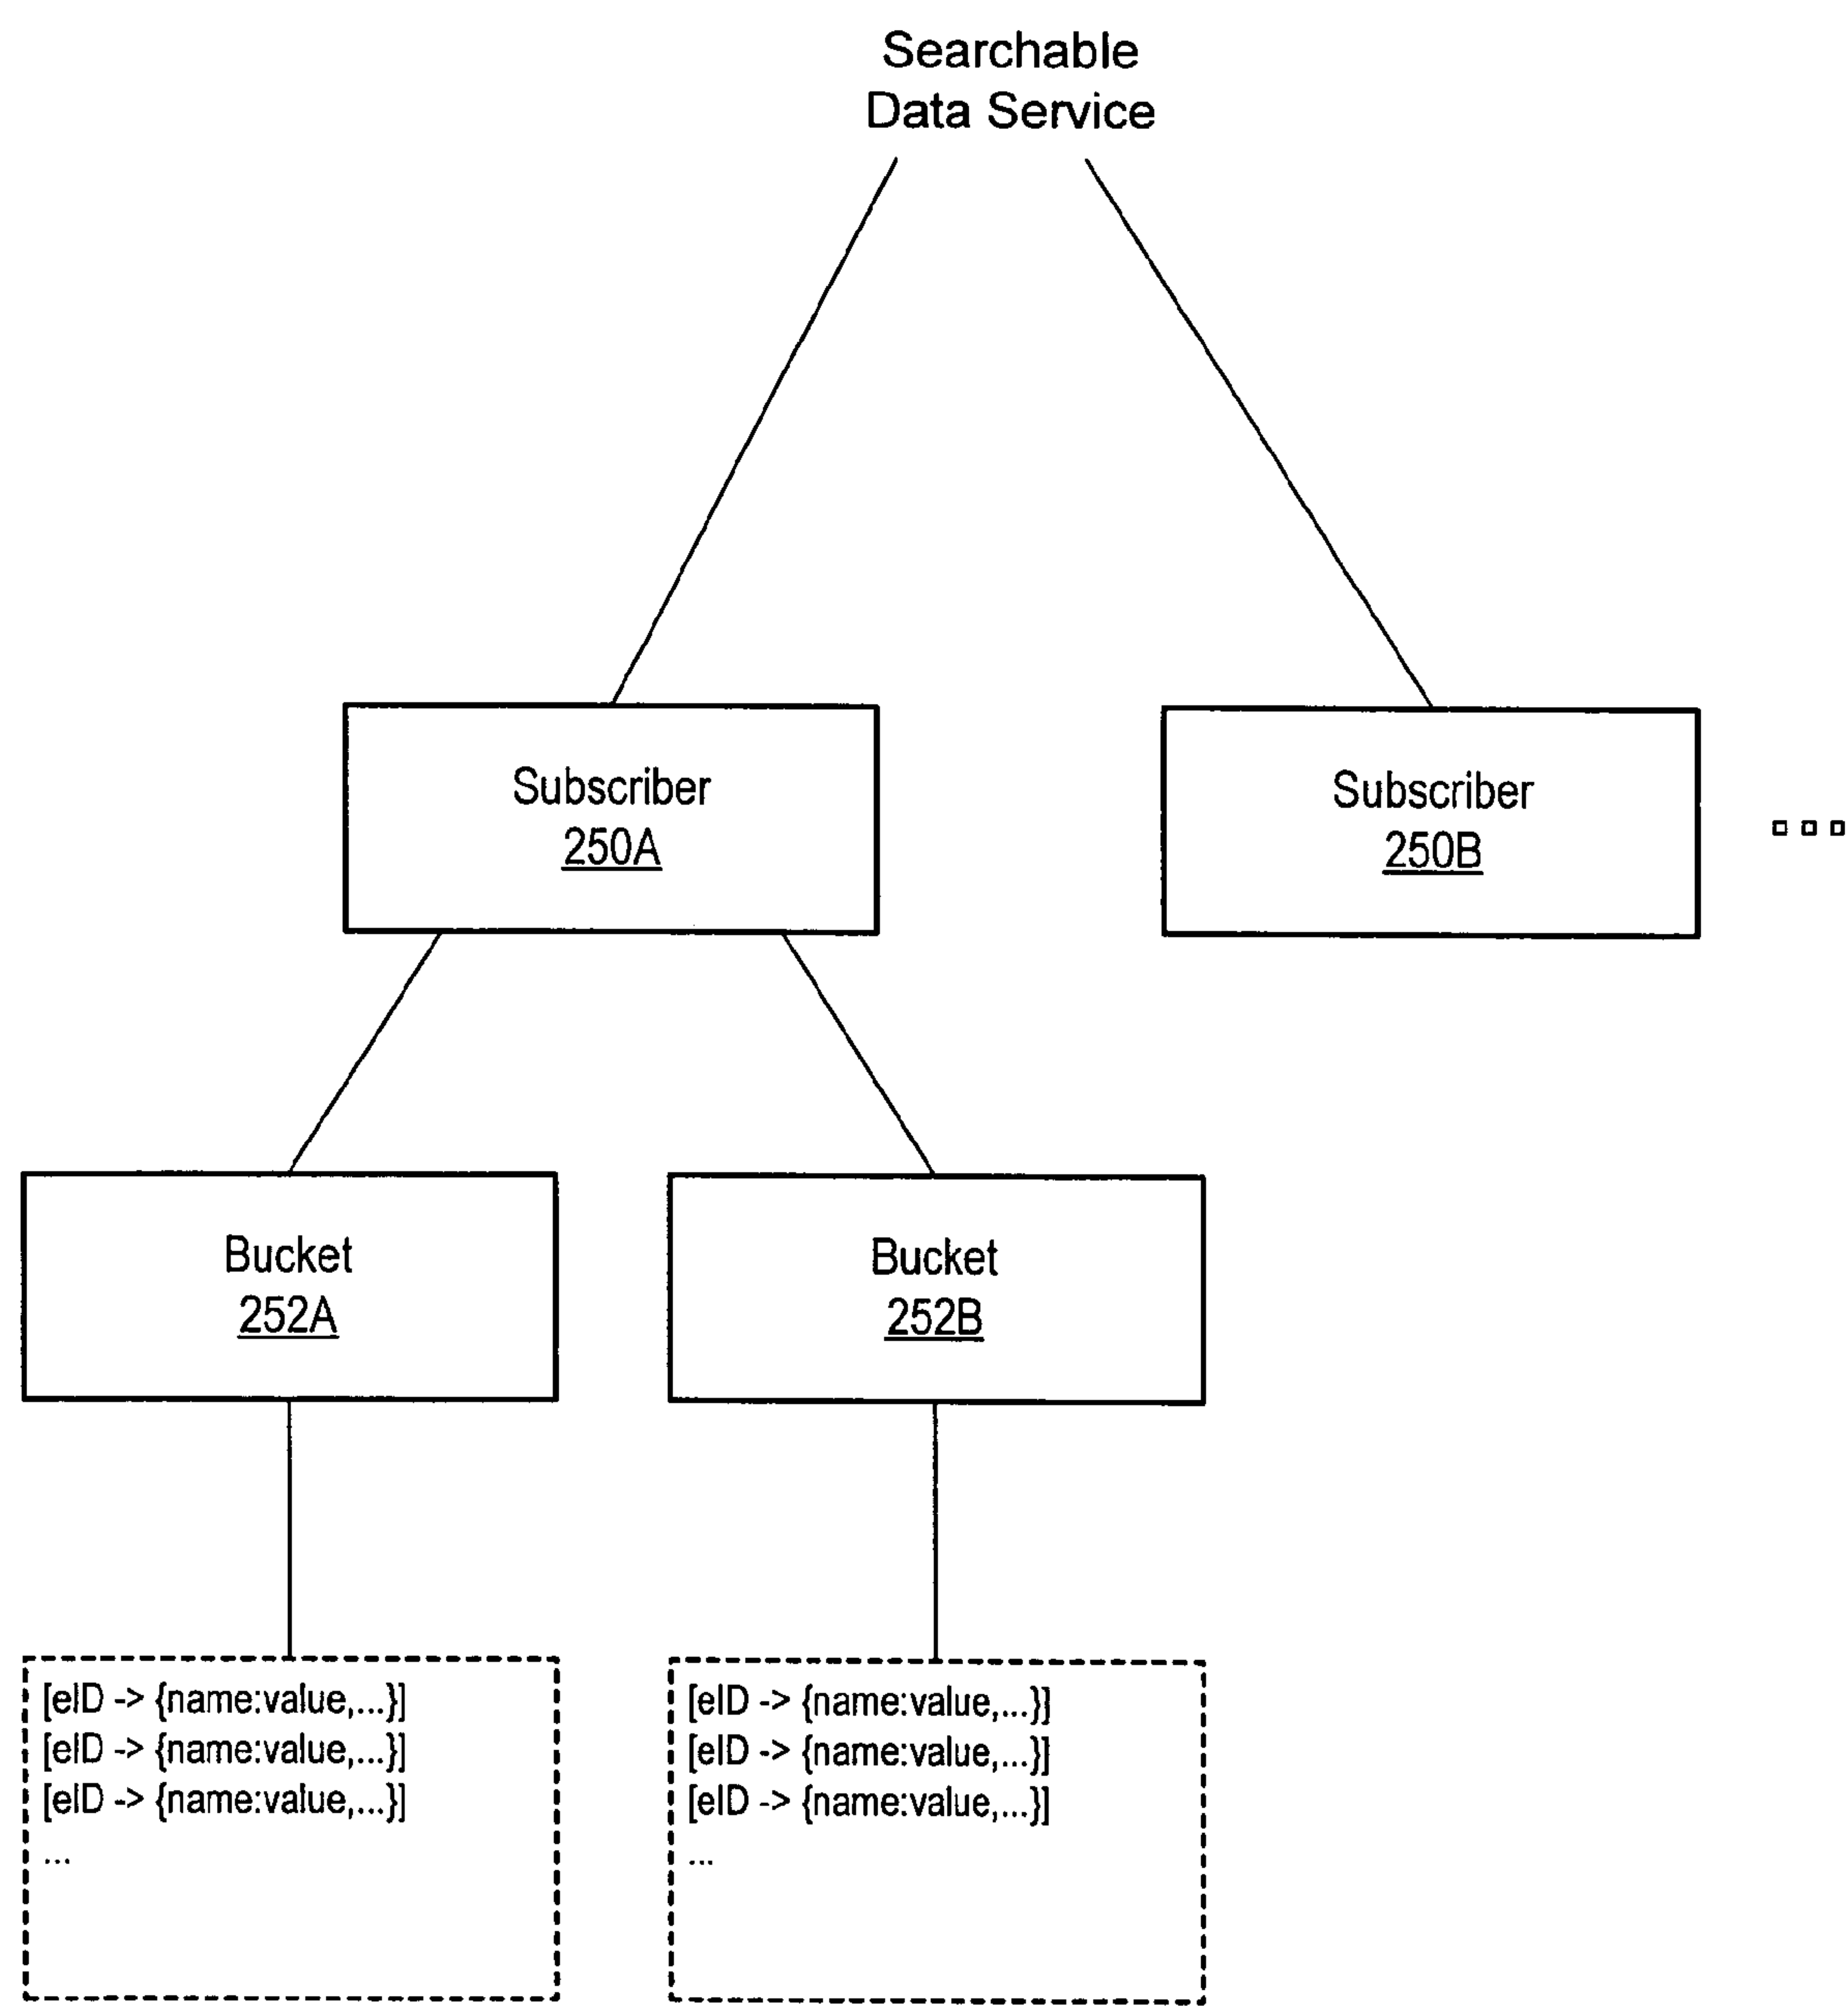 Searchable
Data Service
Subscriber
250A
Subscriber
250B
Bucket
252A
Bucket
252B
[eID -> {name:value,...}]
[eID -> {name:value,...}]
[eID -> {name:value,...}]
...
[eID -> {name:value,...}]
[eID -> {name:value,...}]
[eID -> {name:value,...}]
...